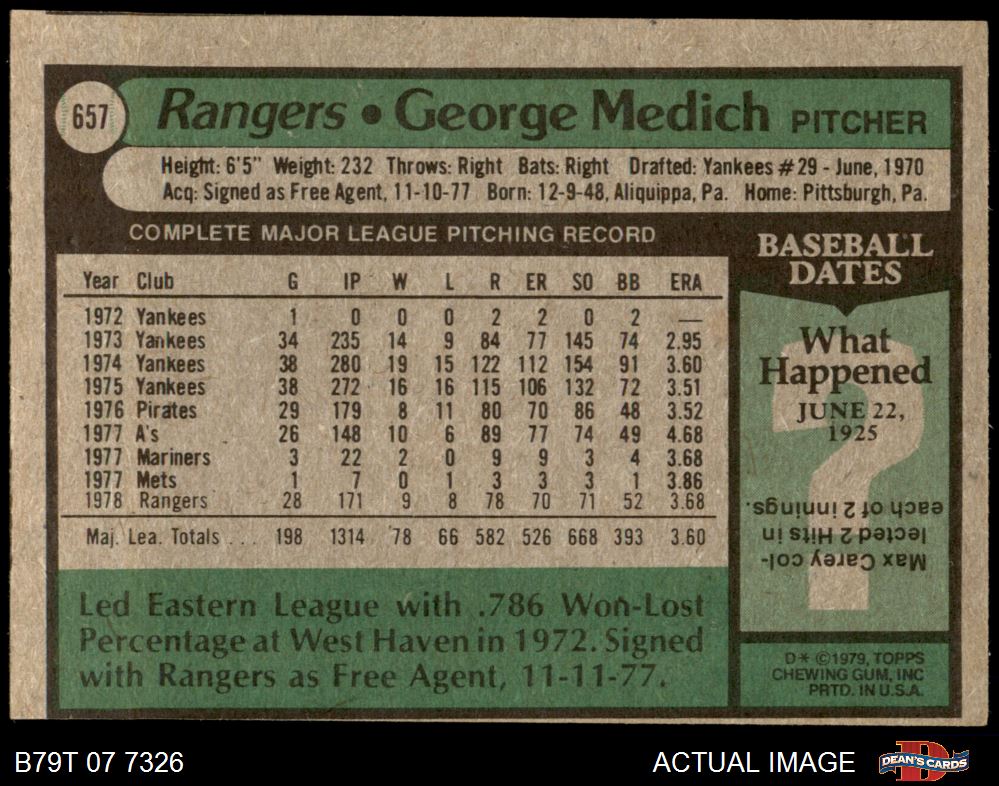 657
Rangers • George Medich PITCHER
Height: 6'5" Weight: 232 Throws: Right Bats: Right Drafted: Yankees #29 - June, 1970
Acq: Signed as Free Agent, 11-10-77 Born: 12-9-48, Aliquippa, Pa. Home: Pittsburgh, Pa.
COMPLETE MAJOR LEAGUE PITCHING RECORD
Year Club G IP W L R ER SO BB ERA
1972 Yankees 1 0 0 0 2 2 0 2 —
1973 Yankees 34 235 14 9 84 77 145 74 2.95
1974 Yankees 38 280 19 15 122 112 154 91 3.60
1975 Yankees 38 272 16 16 115 106 132 72 3.51
1976 Pirates 29 179 8 11 80 70 86 48 3.52
1977 A's 26 148 10 6 89 77 74 49 4.68
1977 Mariners 3 22 2 0 9 9 3 4 3.68
1977 Mets 1 7 0 1 3 3 3 1 3.86
1978 Rangers 28 171 9 8 78 70 71 52 3.68
Maj. Lea. Totals . . . 198 1314 78 66 582 526 668 393 3.60
Led Eastern League with .786 Won-Lost
Percentage at West Haven in 1972. Signed
with Rangers as Free Agent, 11-11-77.
BASEBALL
DATES
What
Happened
JUNE 22,
1925
?
Max Carey col-
lected 2 Hits in
each of 2 innings.
D* ©1979, TOPPS
CHEWING GUM, INC
PRTD. IN U.S.A.
B79T 07 7326
ACTUAL IMAGE
D
DEAN'S CARDS